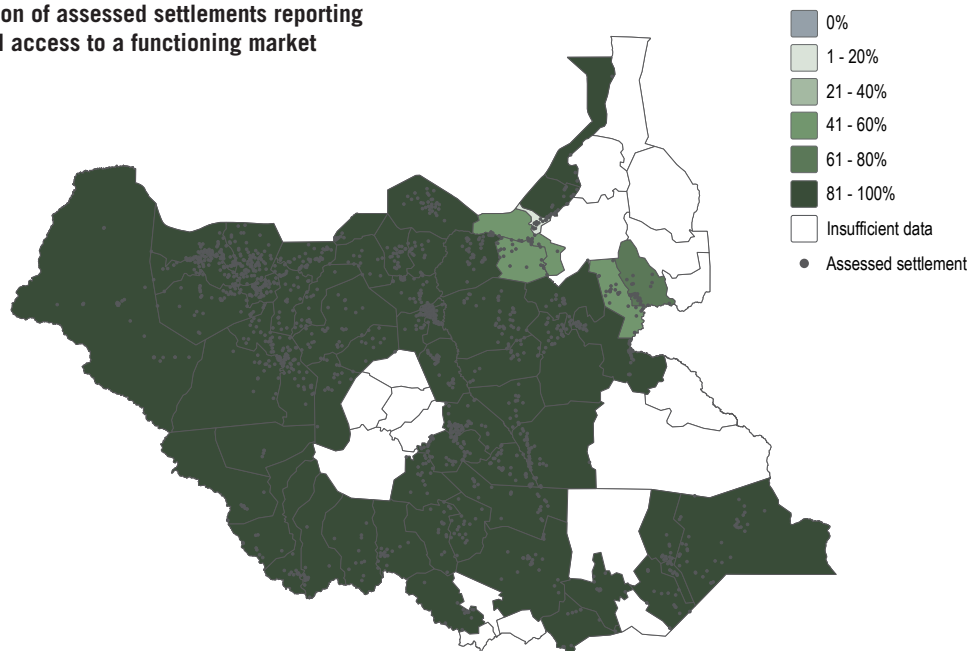 of assessed settlements reporting
access to a functioning market
0%
1 - 20%
21 - 40%
41 - 60%
61 - 80%
81 - 100%
Insufficient data
Assessed settlement